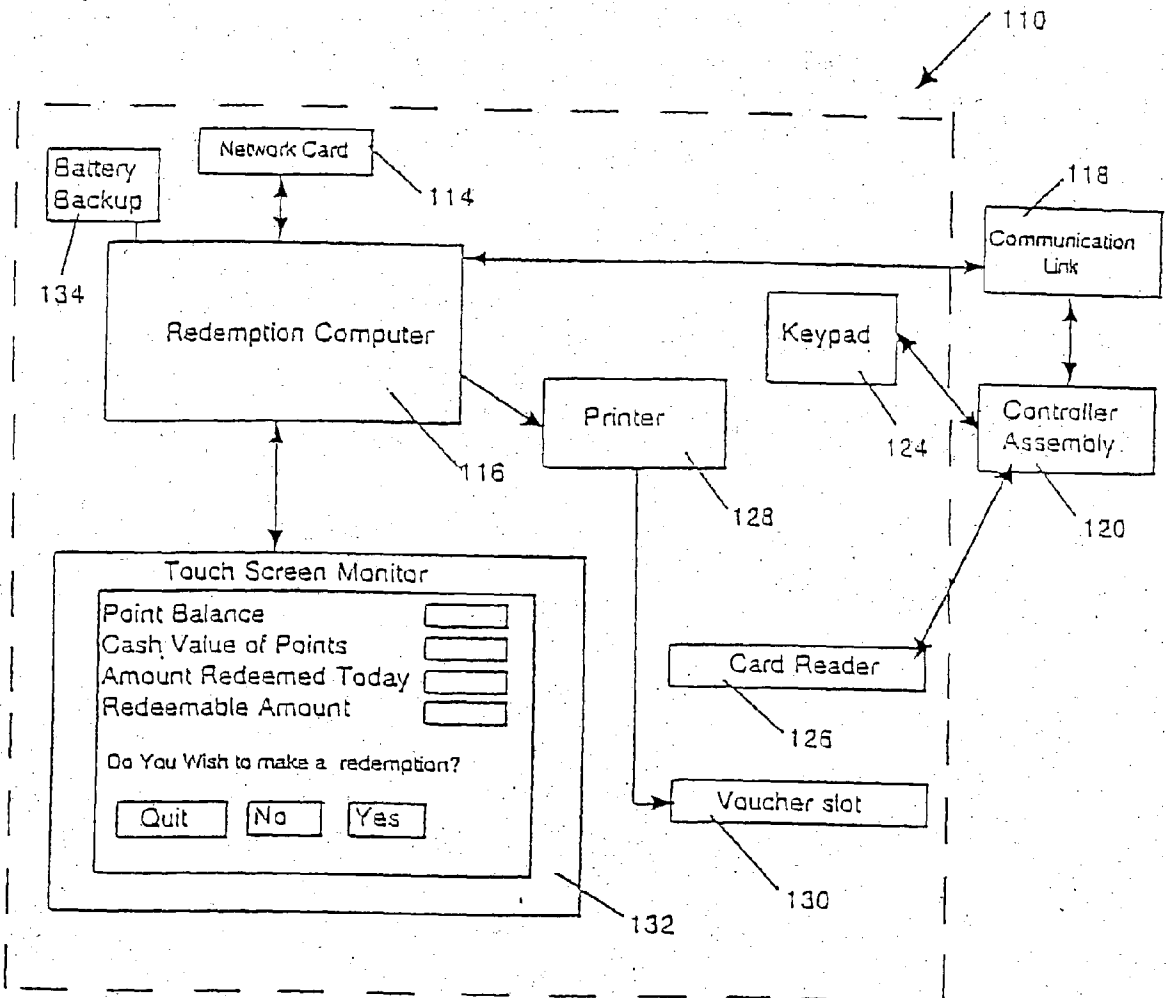 110
Network Card
Battery
Backup
114
118
134
Communication
Link
Redemption Computer
Keypad
Printer
Controller
Assembly
116
124
128
120
Touch Screen Monitor
Point Balance
Cash Value of Points
Amount Redeemed Today
Redeemable Amount
Do You Wish to make a redemption?
Quit
No
Yes
Card Reader
126
Voucher slot
130
132